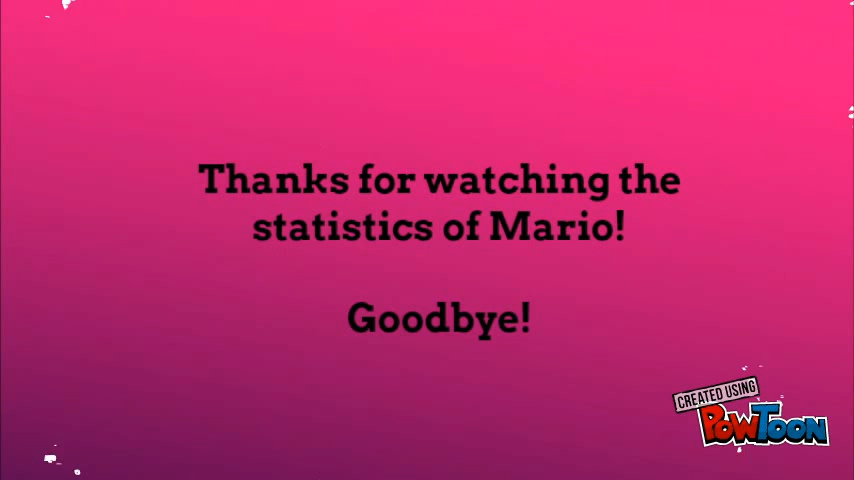 Thanks for watching the
statistics of Mario!
Goodbye!
CREATED USING
POWTOON